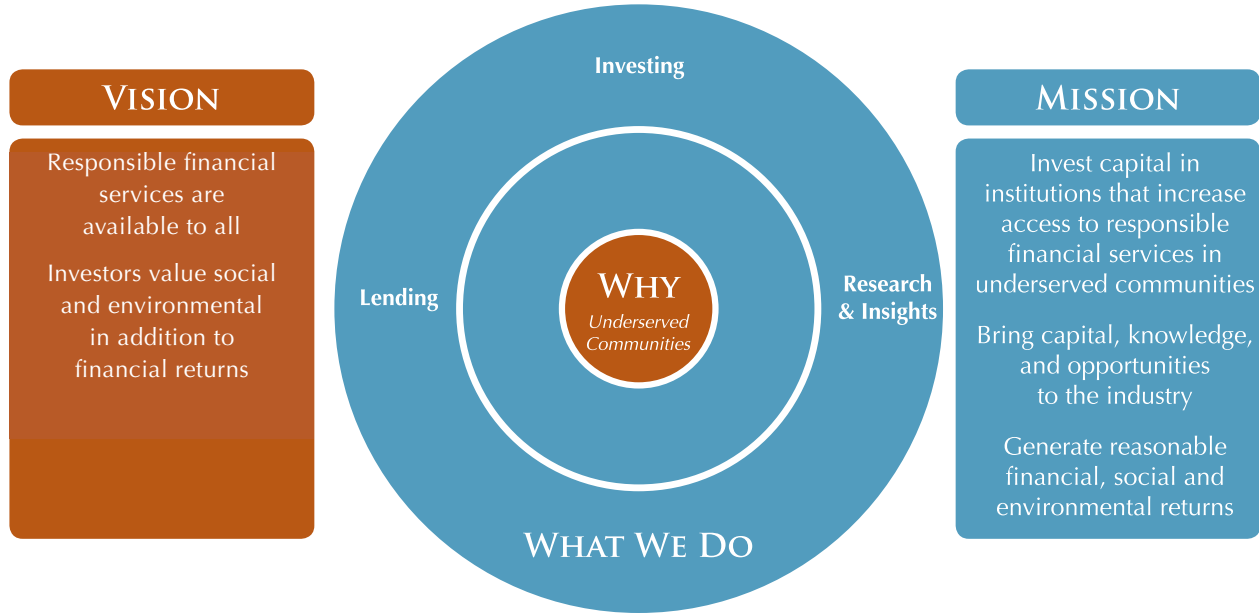 VISION
Responsible financial
services are
available to all
Investors value social
and environmental
in addition to
financial returns
Investing
Lending
Research
& Insights
WHY
Underserved
Communities
WHAT WE DO
MISSION
Invest capital in
institutions that increase
access to responsible
financial services in
underserved communities
Bring capital, knowledge,
and opportunities
to the industry
Generate reasonable
financial, social and
environmental returns